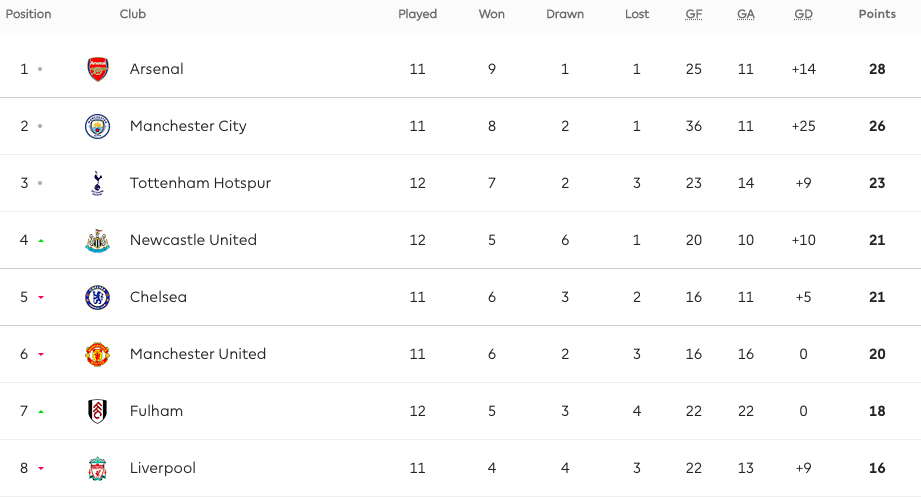 Position Club Played Won Drawn Lost GF GA GD Points
1 Arsenal 11 9 1 1 25 11 +14 28
2 Manchester City 11 8 2 1 36 11 +25 26
3 Tottenham Hotspur 12 7 2 3 23 14 +9 23
4 Newcastle United 12 5 6 1 20 10 +10 21
5 Chelsea 11 6 3 2 16 11 +5 21
6 Manchester United 11 6 2 3 16 16 0 20
7 Fulham 12 5 3 4 22 22 0 18
8 Liverpool 11 4 4 3 22 13 +9 16